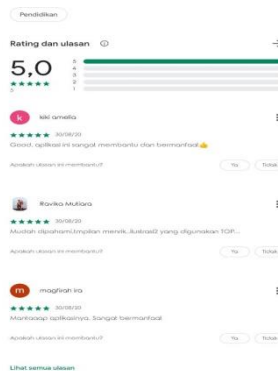 Pendidikan
Rating dan ulasan
5,0
5
4
3
2
1
k kiki amelia
30/08/20
Good, aplikasi ini sangat membantu dan bermanfaat👍
Apakah ulasan ini membantu? Ya Tidak
Ravika Mutiara
30/08/20
Mudah dipahami,timpilan menrik,ilustras2 yang digunakan TOP...
Apakah ulasan ini membantu? Ya Tidak
m magfirah ira
30/08/20
Mantaaap aplikasinya. Sangat bermanfaat
Apakah ulasan ini membantu? Ya Tidak
Lihat semua ulasan